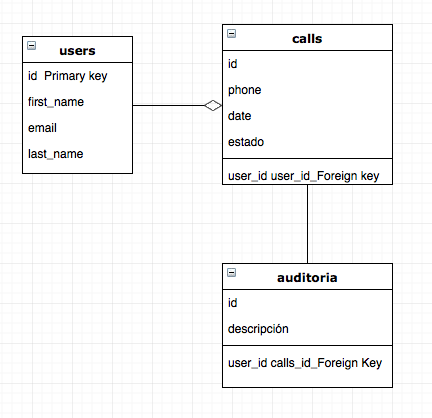 users
id  Primary key
first_name
email
last_name
calls
id
phone
date
estado
user_id user_id_Foreign key
auditoria
id
descripción
user_id calls_id_Foreign Key